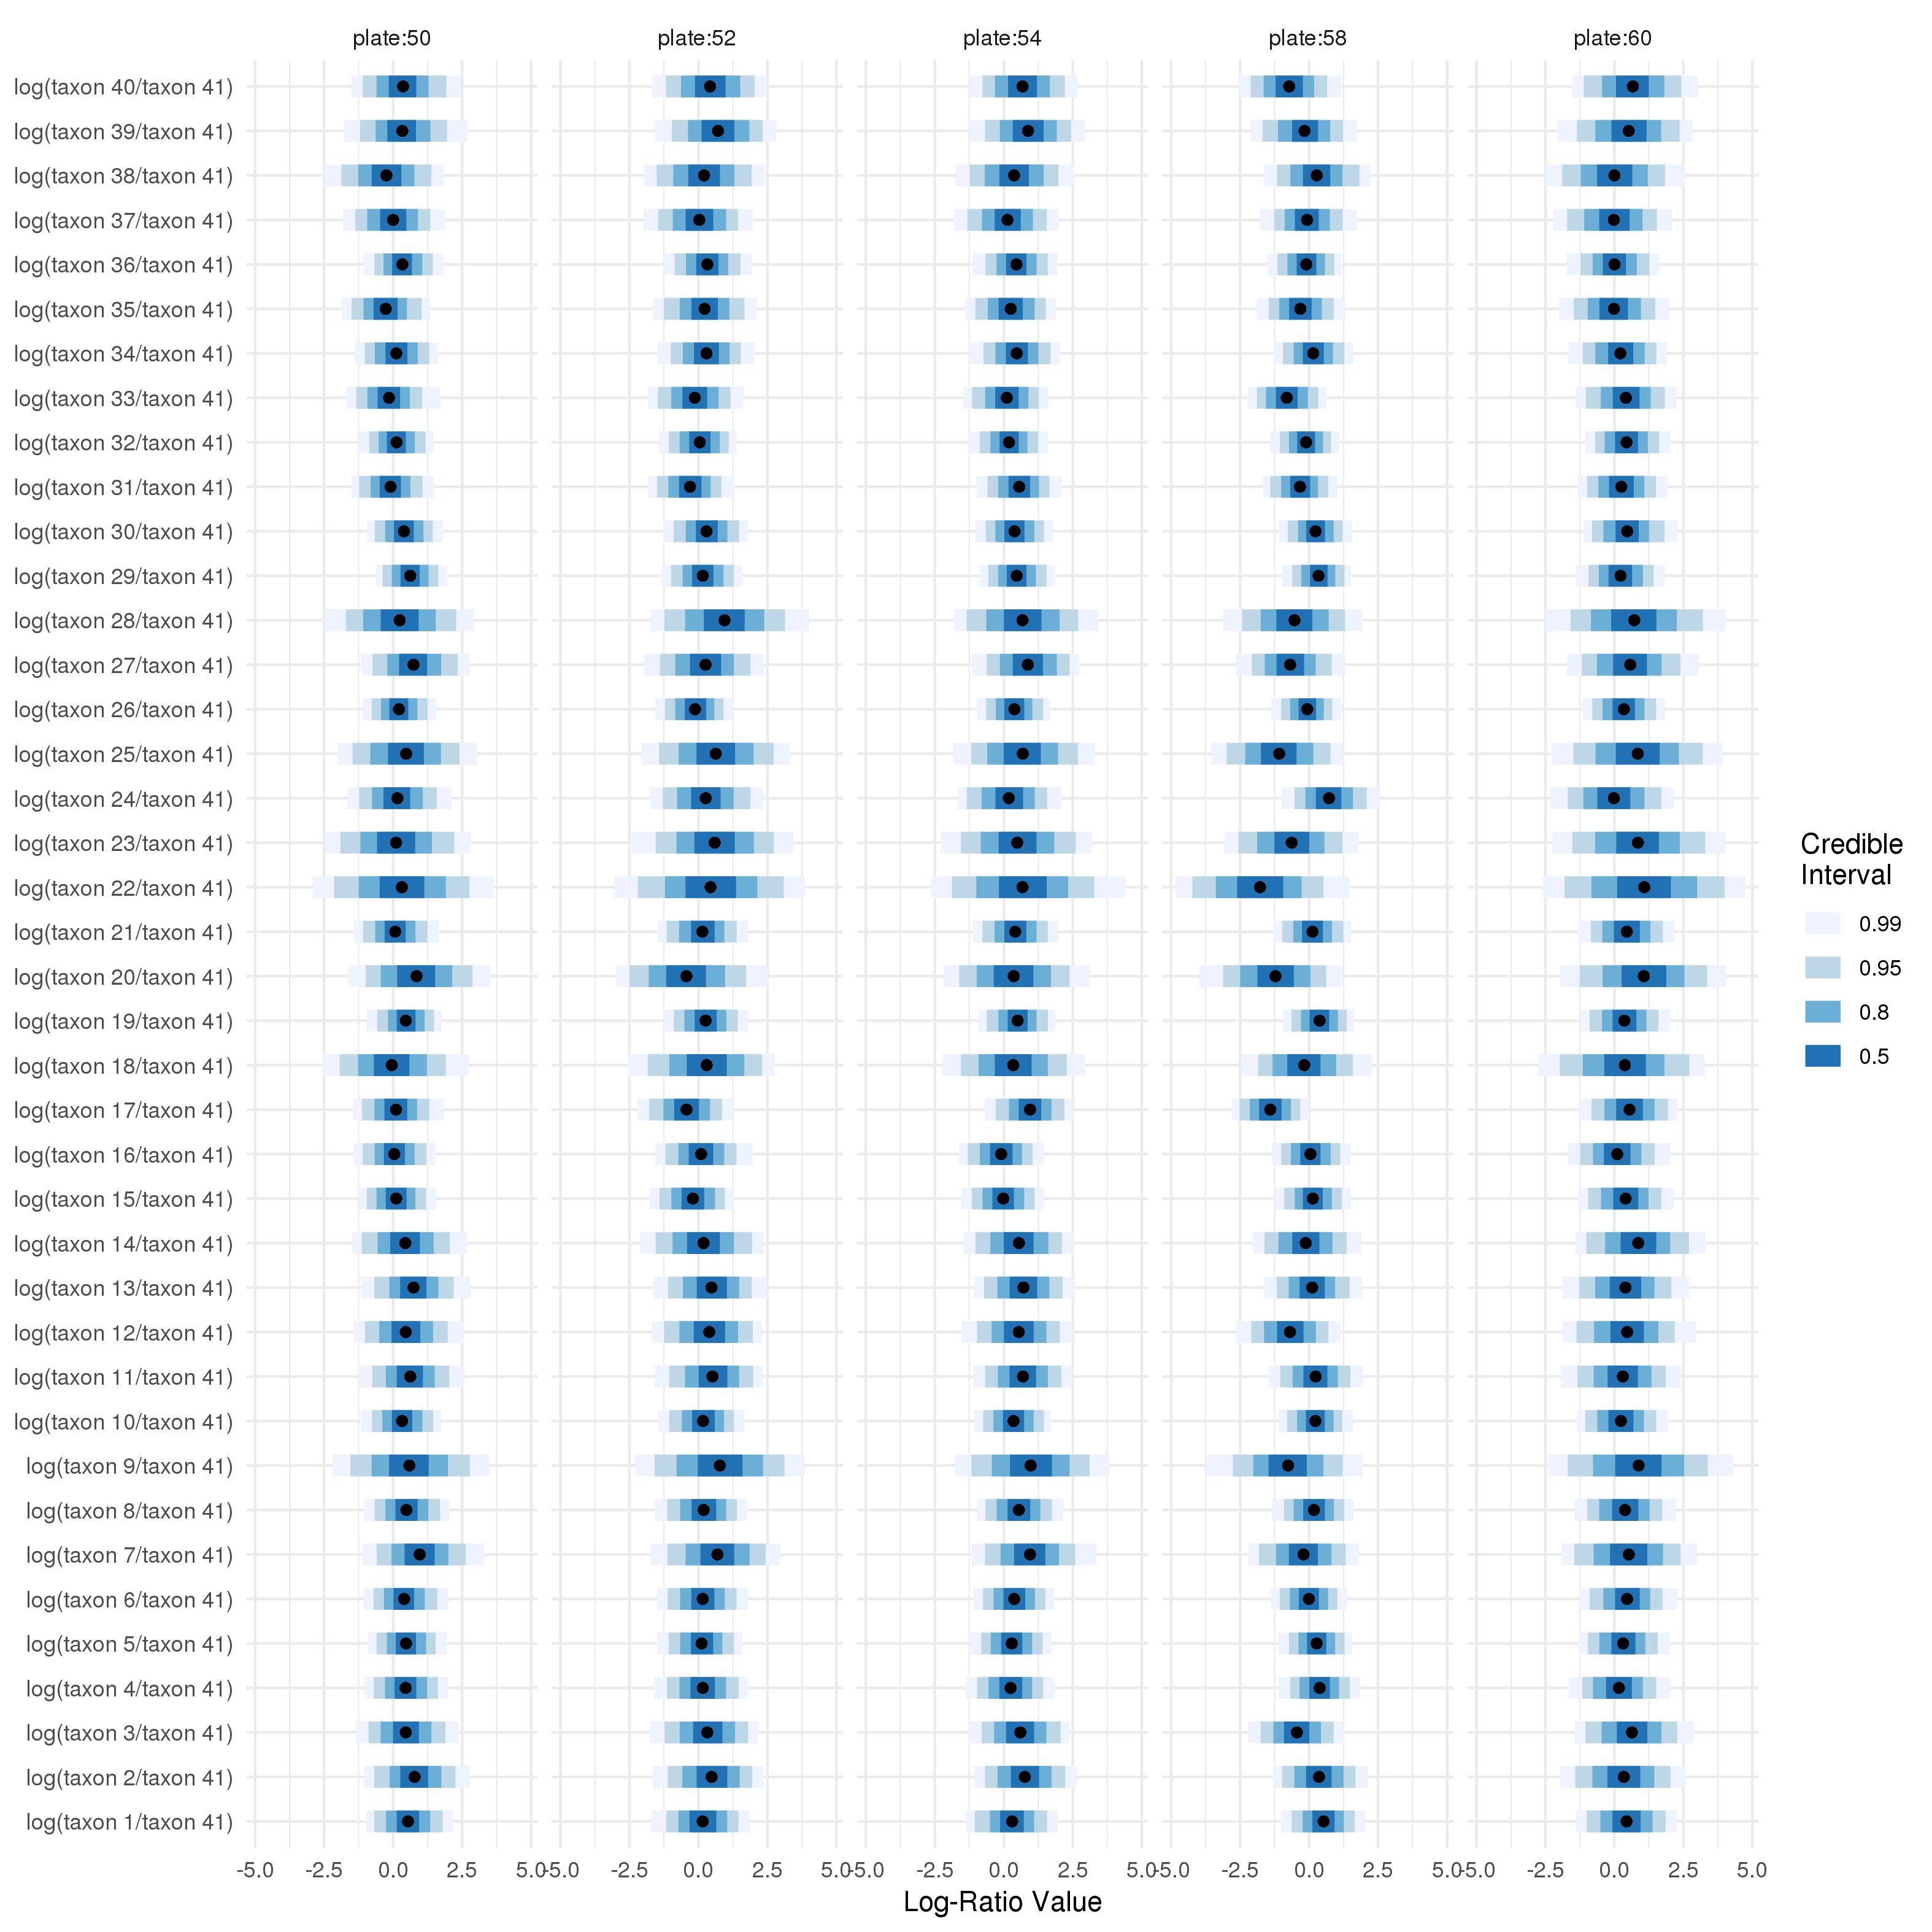 plate:50 plate:52 plate:54 plate:58 plate:60
log(taxon 40/taxon 41)
log(taxon 39/taxon 41)
log(taxon 38/taxon 41)
log(taxon 37/taxon 41)
log(taxon 36/taxon 41)
log(taxon 35/taxon 41)
log(taxon 34/taxon 41)
log(taxon 33/taxon 41)
log(taxon 32/taxon 41)
log(taxon 31/taxon 41)
log(taxon 30/taxon 41)
log(taxon 29/taxon 41)
log(taxon 28/taxon 41)
log(taxon 27/taxon 41)
log(taxon 26/taxon 41)
log(taxon 25/taxon 41)
log(taxon 24/taxon 41)
log(taxon 23/taxon 41)
log(taxon 22/taxon 41)
log(taxon 21/taxon 41)
log(taxon 20/taxon 41)
log(taxon 19/taxon 41)
log(taxon 18/taxon 41)
log(taxon 17/taxon 41)
log(taxon 16/taxon 41)
log(taxon 15/taxon 41)
log(taxon 14/taxon 41)
log(taxon 13/taxon 41)
log(taxon 12/taxon 41)
log(taxon 11/taxon 41)
log(taxon 10/taxon 41)
log(taxon 9/taxon 41)
log(taxon 8/taxon 41)
log(taxon 7/taxon 41)
log(taxon 6/taxon 41)
log(taxon 5/taxon 41)
log(taxon 4/taxon 41)
log(taxon 3/taxon 41)
log(taxon 2/taxon 41)
log(taxon 1/taxon 41)
-5.0 -2.5 0.0 2.5 5.0 -5.0 -2.5 0.0 2.5 5.0 -5.0 -2.5 0.0 2.5 5.0 -5.0 -2.5 0.0 2.5 5.0 -5.0 -2.5 0.0 2.5 5.0
Log-Ratio Value
Credible
Interval
0.99
0.95
0.8
0.5